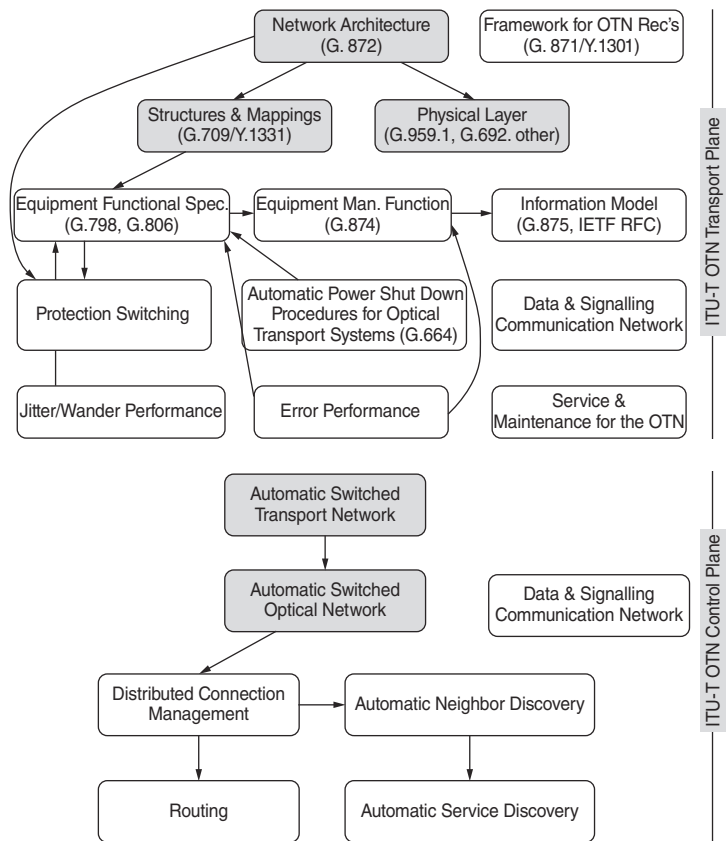 Network Architecture
(G. 872)
Framework for OTN Rec's
(G. 871/Y.1301)
Structures & Mappings
(G.709/Y.1331)
Physical Layer
(G.959.1, G.692. other)
Equipment Functional Spec.
(G.798, G.806)
Equipment Man. Function
(G.874)
Information Model
(G.875, IETF RFC)
Protection Switching
Automatic Power Shut Down
Procedures for Optical
Transport Systems (G.664)
Data & Signalling
Communication Network
Jitter/Wander Performance
Error Performance
Service &
Maintenance for the OTN
ITU-T OTN Transport Plane
Automatic Switched
Transport Network
Automatic Switched
Optical Network
Data & Signalling
Communication Network
Distributed Connection
Management
Automatic Neighbor Discovery
Routing
Automatic Service Discovery
ITU-T OTN Control Plane